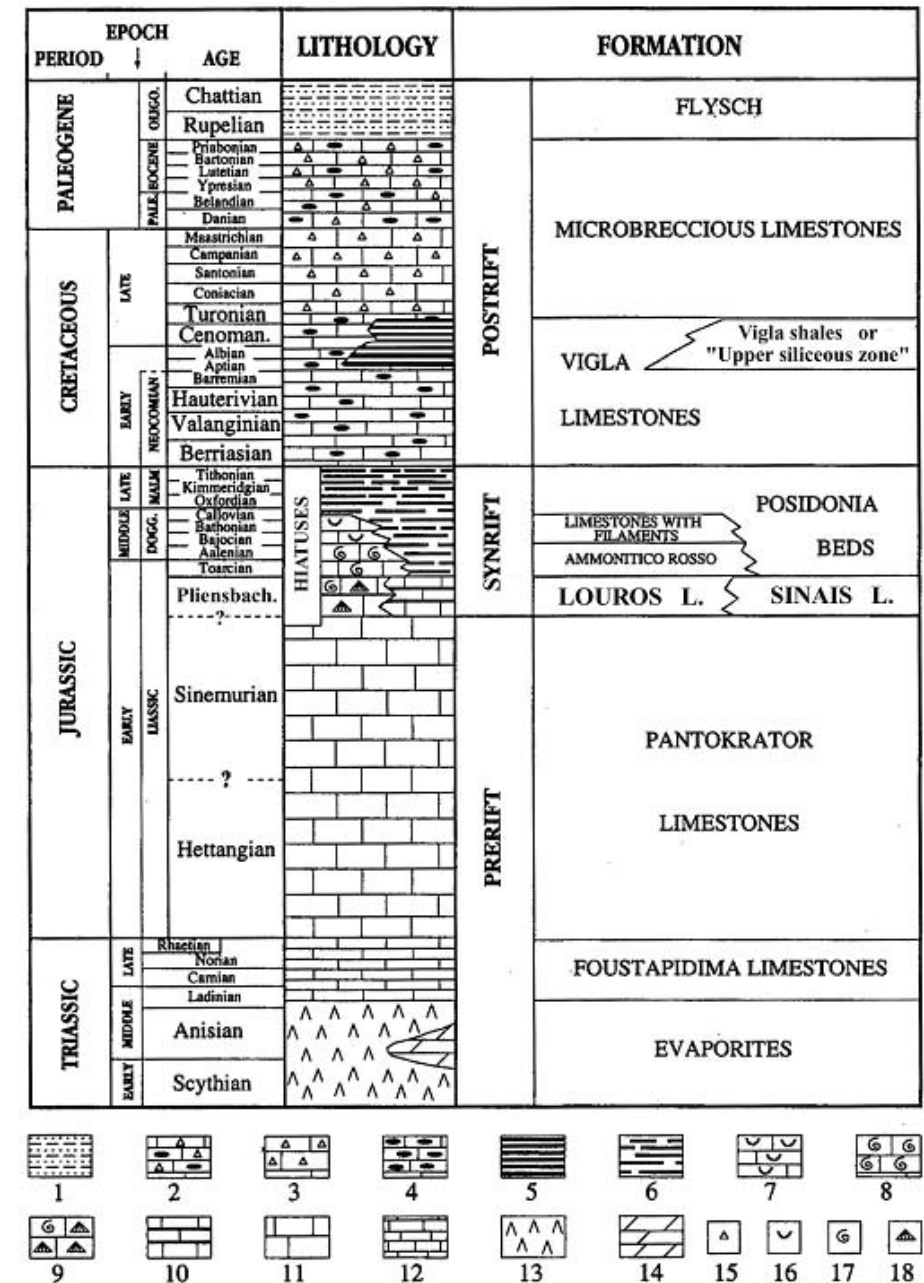 PERIOD EPOCH AGE LITHOLOGY FORMATION
PALEOGENE
OLIGO.
EOCENE
PALE.
Chattian
Rupelian
Priabonian
Bartonian
Lutetian
Ypresian
Belandian
Danian
CRETACEOUS
LATE
EARLY
NEOCOMIAN
Maastrichian
Campanian
Santonian
Coniacian
Turonian
Cenoman.
Albian
Aptian
Barremian
Hauterivian
Valanginian
Berriasian
JURASSIC
LATE
MALM
MIDDLE
DOGG.
EARLY
LIASSIC
Tithonian
Kimmeridgian
Oxfordian
Callovian
Bathonian
Bajocian
Aalenian
Toarcian
Pliensbach.
?
Sinemurian
?
Hettangian
HIATUSES
TRIASSIC
LATE
MIDDLE
EARLY
Rhaetian
Norian
Carnian
Ladinian
Anisian
Scythian
POSTRIFT
FLYSCH
MICROBRECCIOUS LIMESTONES
VIGLA
LIMESTONES
Vigla shales or
"Upper siliceous zone"
SYNRIFT
POSIDONIA
BEDS
LIMESTONES WITH
FILAMENTS
AMMONITICO ROSSO
LOUROS L. SINAIS L.
PRERIFT
PANTOKRATOR
LIMESTONES
FOUSTAPIDIMA LIMESTONES
EVAPORITES
1 2 3 4 5 6 7 8
9 10 11 12 13 14 15 16 17 18